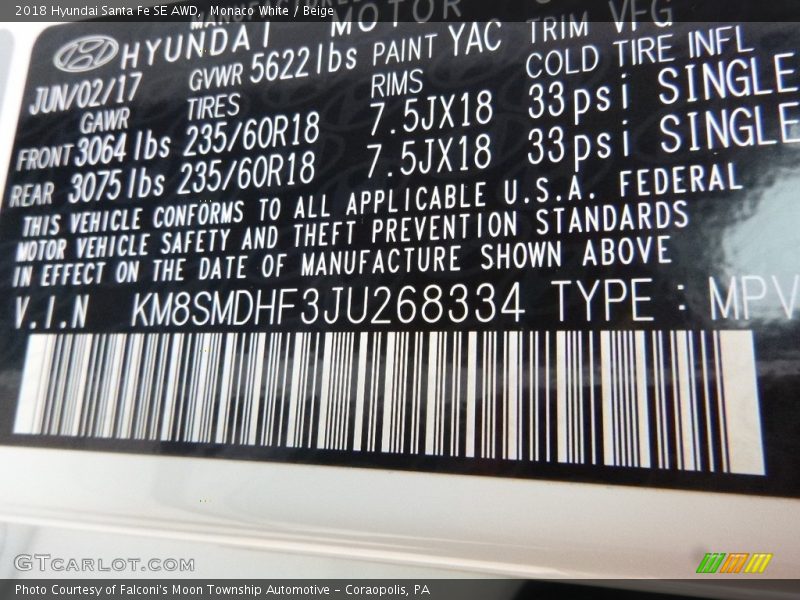 2018 Hyundai Santa Fe SE AWD, Monaco White / Beige
MOTOR
HYUNDAI
JUN/02/17 GVWR 5622 lbs PAINT YAC TRIM VFG
GAWR TIRES RIMS COLD TIRE INFL
FRONT 3064 lbs 235/60R18 7.5JX18 33psi SINGLE
REAR 3075 lbs 235/60R18 7.5JX18 33psi SINGLE
THIS VEHICLE CONFORMS TO ALL APPLICABLE U.S.A. FEDERAL
MOTOR VEHICLE SAFETY AND THEFT PREVENTION STANDARDS
IN EFFECT ON THE DATE OF MANUFACTURE SHOWN ABOVE
V.I.N KM8SMDHF3JU268334 TYPE : MPV
GTCARLOT.COM
Photo Courtesy of Falconi's Moon Township Automotive - Coraopolis, PA